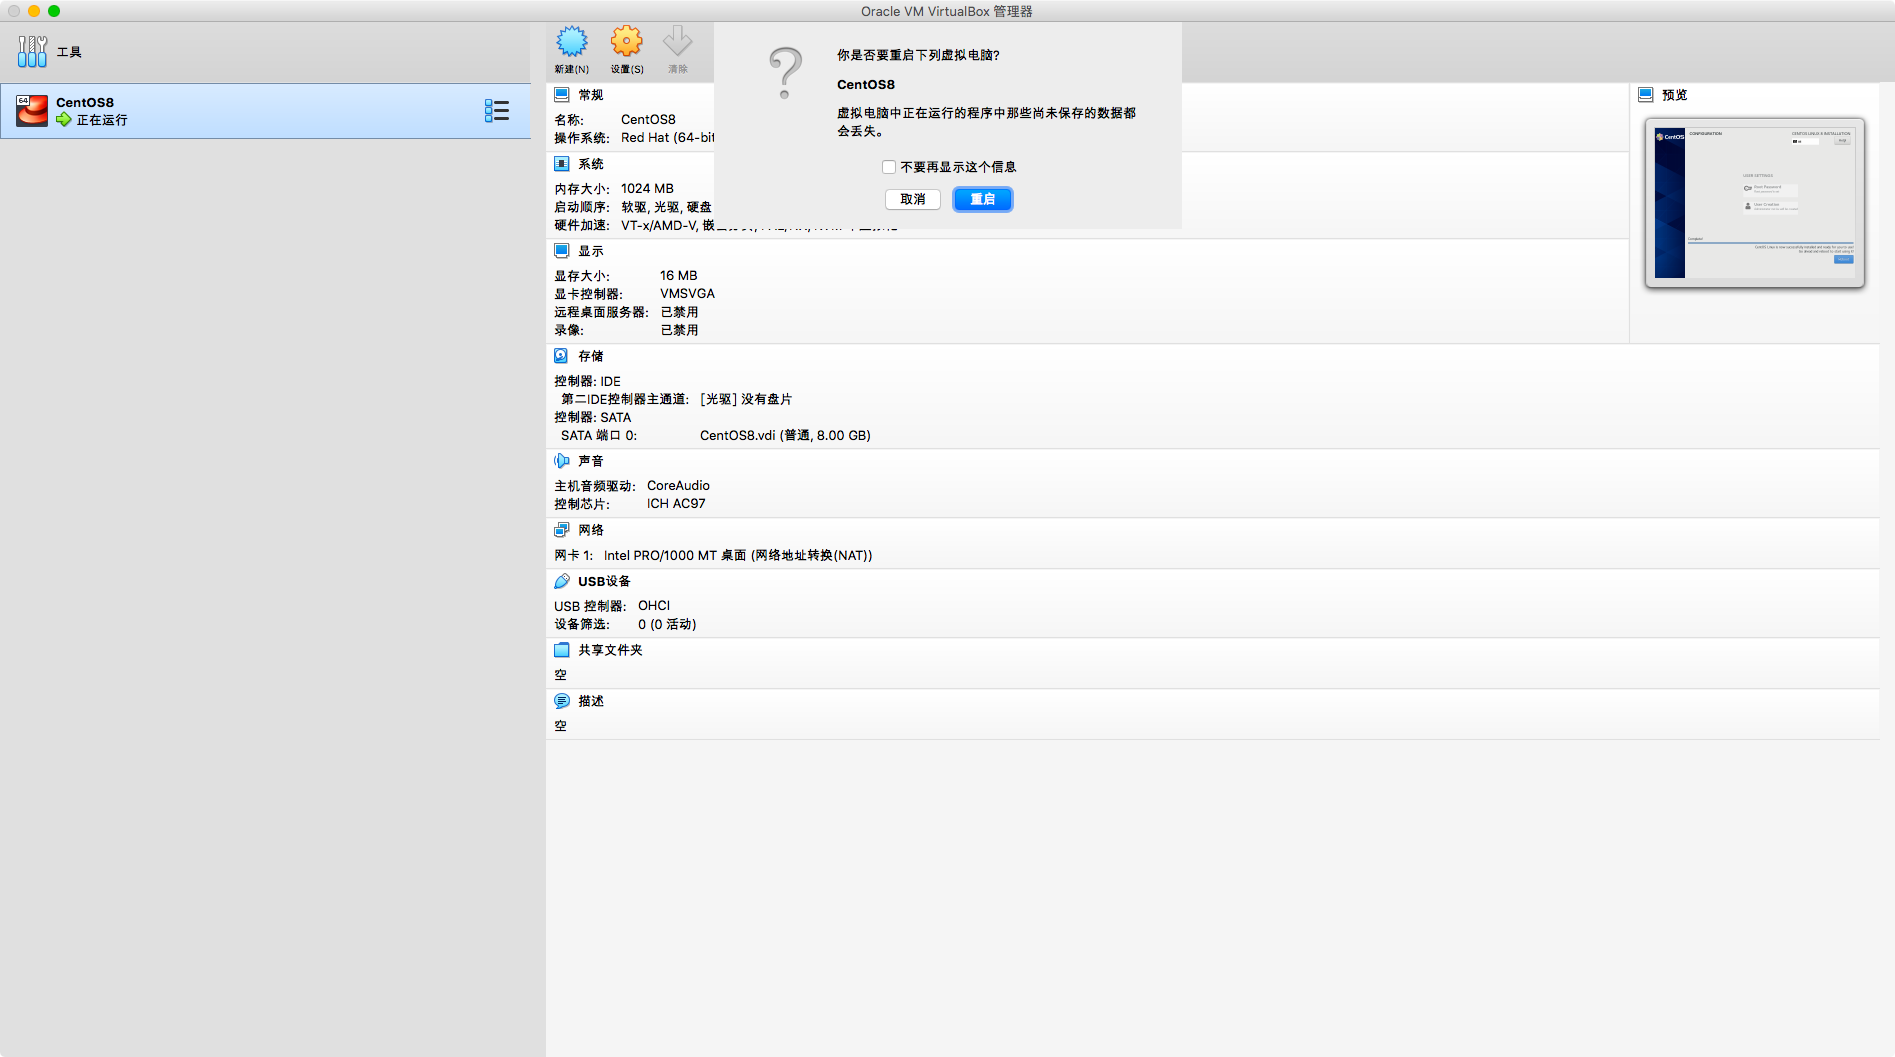 Oracle VM VirtualBox 管理器
工具
64
CentOS8
正在运行
新建(N)
设置(S)
清除
你是否要重启下列虚拟电脑?
CentOS8
虚拟电脑中正在运行的程序中那些尚未保存的数据都
会丢失。
不要再显示这个信息
取消
重启
常规
名称: CentOS8
操作系统: Red Hat (64-bit
系统
内存大小: 1024 MB
启动顺序: 软驱, 光驱, 硬盘
硬件加速: VT-x/AMD-V,
显示
显存大小: 16 MB
显卡控制器: VMSVGA
远程桌面服务器: 已禁用
录像: 已禁用
存储
控制器: IDE
第二IDE控制器主通道: [光驱] 没有盘片
控制器: SATA
SATA 端口 0: CentOS8.vdi (普通, 8.00 GB)
声音
主机音频驱动: CoreAudio
控制芯片: ICH AC97
网络
网卡 1: Intel PRO/1000 MT 桌面 (网络地址转换(NAT))
USB设备
USB 控制器: OHCI
设备筛选: 0 (0 活动)
共享文件夹
空
描述
空
预览
CentOS
CONFIGURATION
CENTOS LINUX 8 INSTALLATION
USER SETTINGS
Root Password
User Creation
Complete!